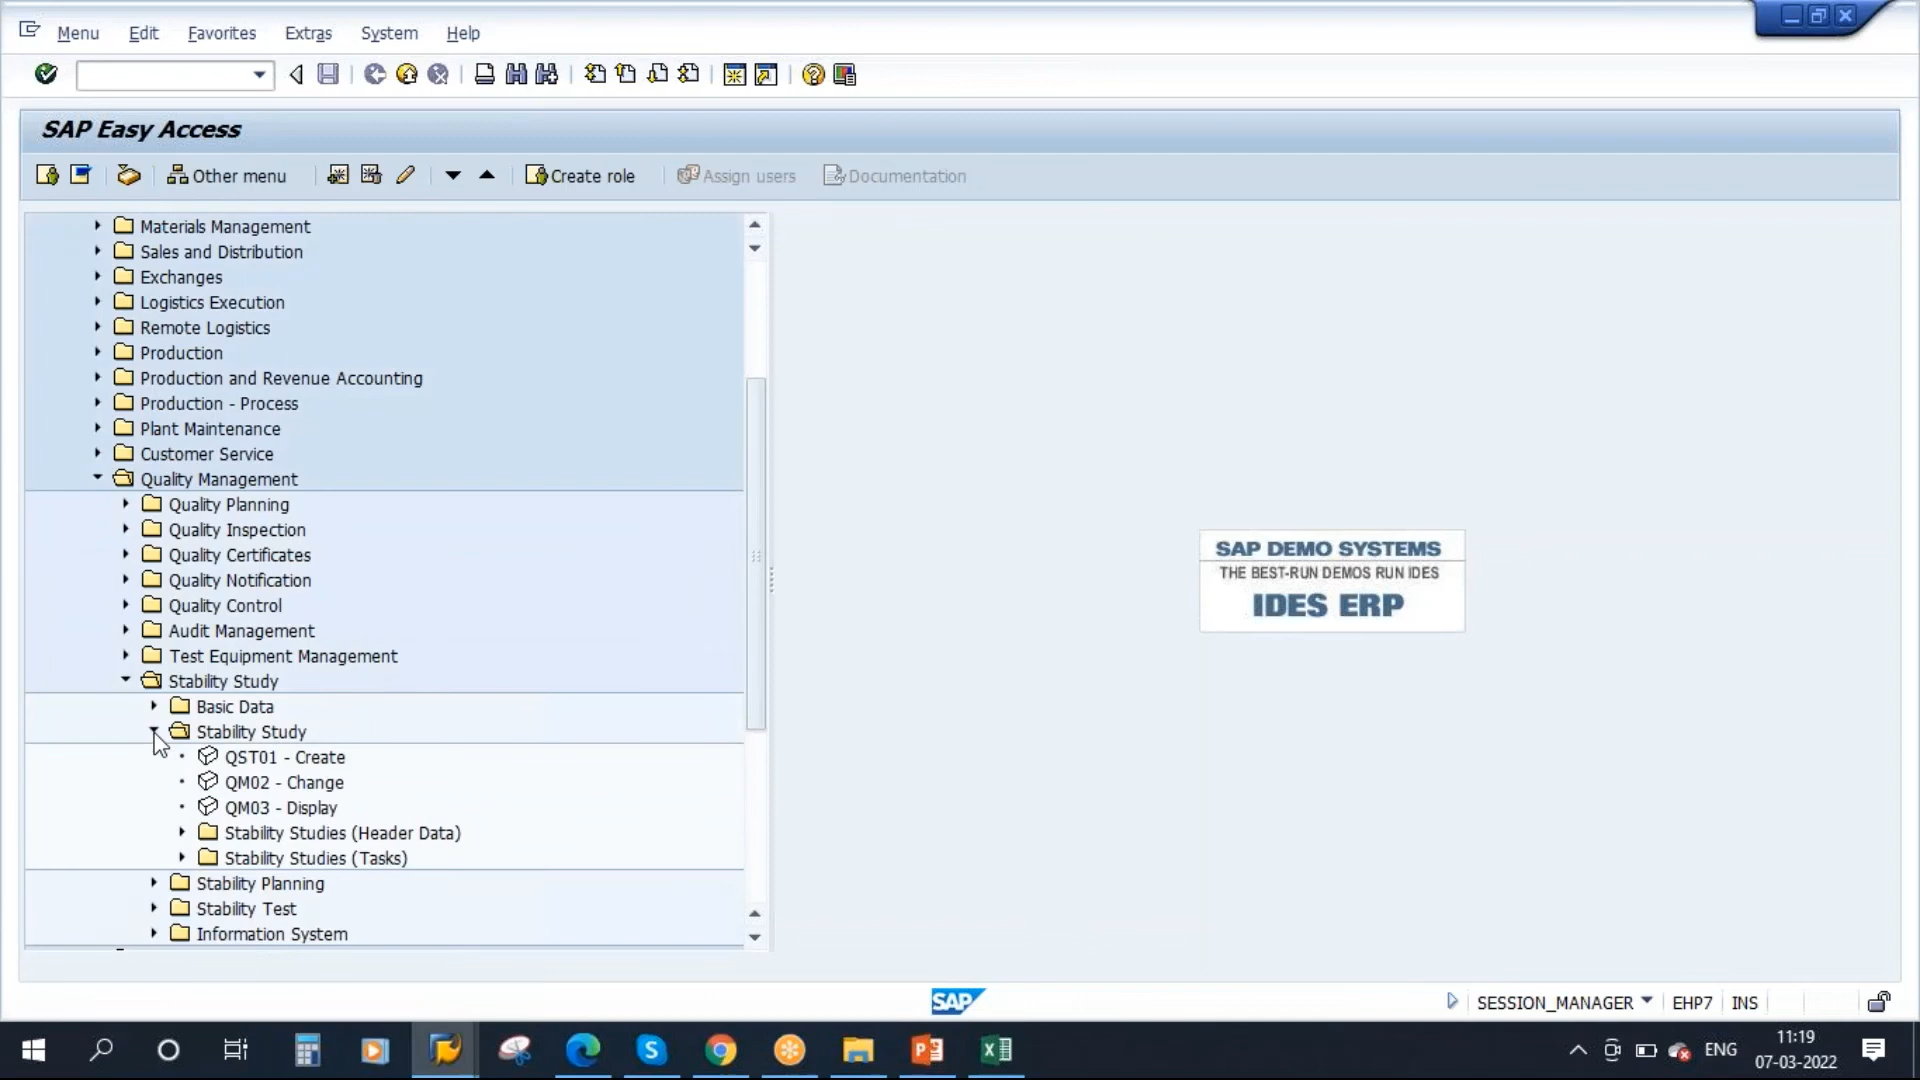 Menu Edit Favorites Extras System Help
SAP Easy Access
Other menu Create role Assign users Documentation
Materials Management
Sales and Distribution
Exchanges
Logistics Execution
Remote Logistics
Production
Production and Revenue Accounting
Production - Process
Plant Maintenance
Customer Service
Quality Management
Quality Planning
Quality Inspection
Quality Certificates
Quality Notification
Quality Control
Audit Management
Test Equipment Management
Stability Study
Basic Data
Stability Study
QST01 - Create
QM02 - Change
QM03 - Display
Stability Studies (Header Data)
Stability Studies (Tasks)
Stability Planning
Stability Test
Information System
SAP DEMO SYSTEMS
THE BEST-RUN DEMOS RUN IDES
IDES ERP
SAP
SESSION_MANAGER EHP7 INS
ENG
11:19
07-03-2022